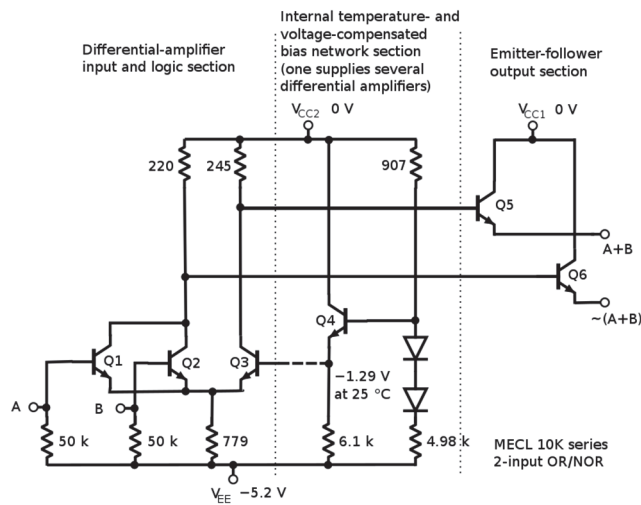 Internal temperature- and
voltage-compensated
bias network section
(one supplies several
differential amplifiers)
Differential-amplifier
input and logic section
Emitter-follower
output section
VCC2 0 V
VCC1 0 V
220
245
907
Q5
A+B
Q6
~(A+B)
Q4
Q1
Q2
Q3
−1.29 V
at 25 °C
A
B
50 k
50 k
779
6.1 k
4.98 k
MECL 10K series
2-input OR/NOR
VEE −5.2 V